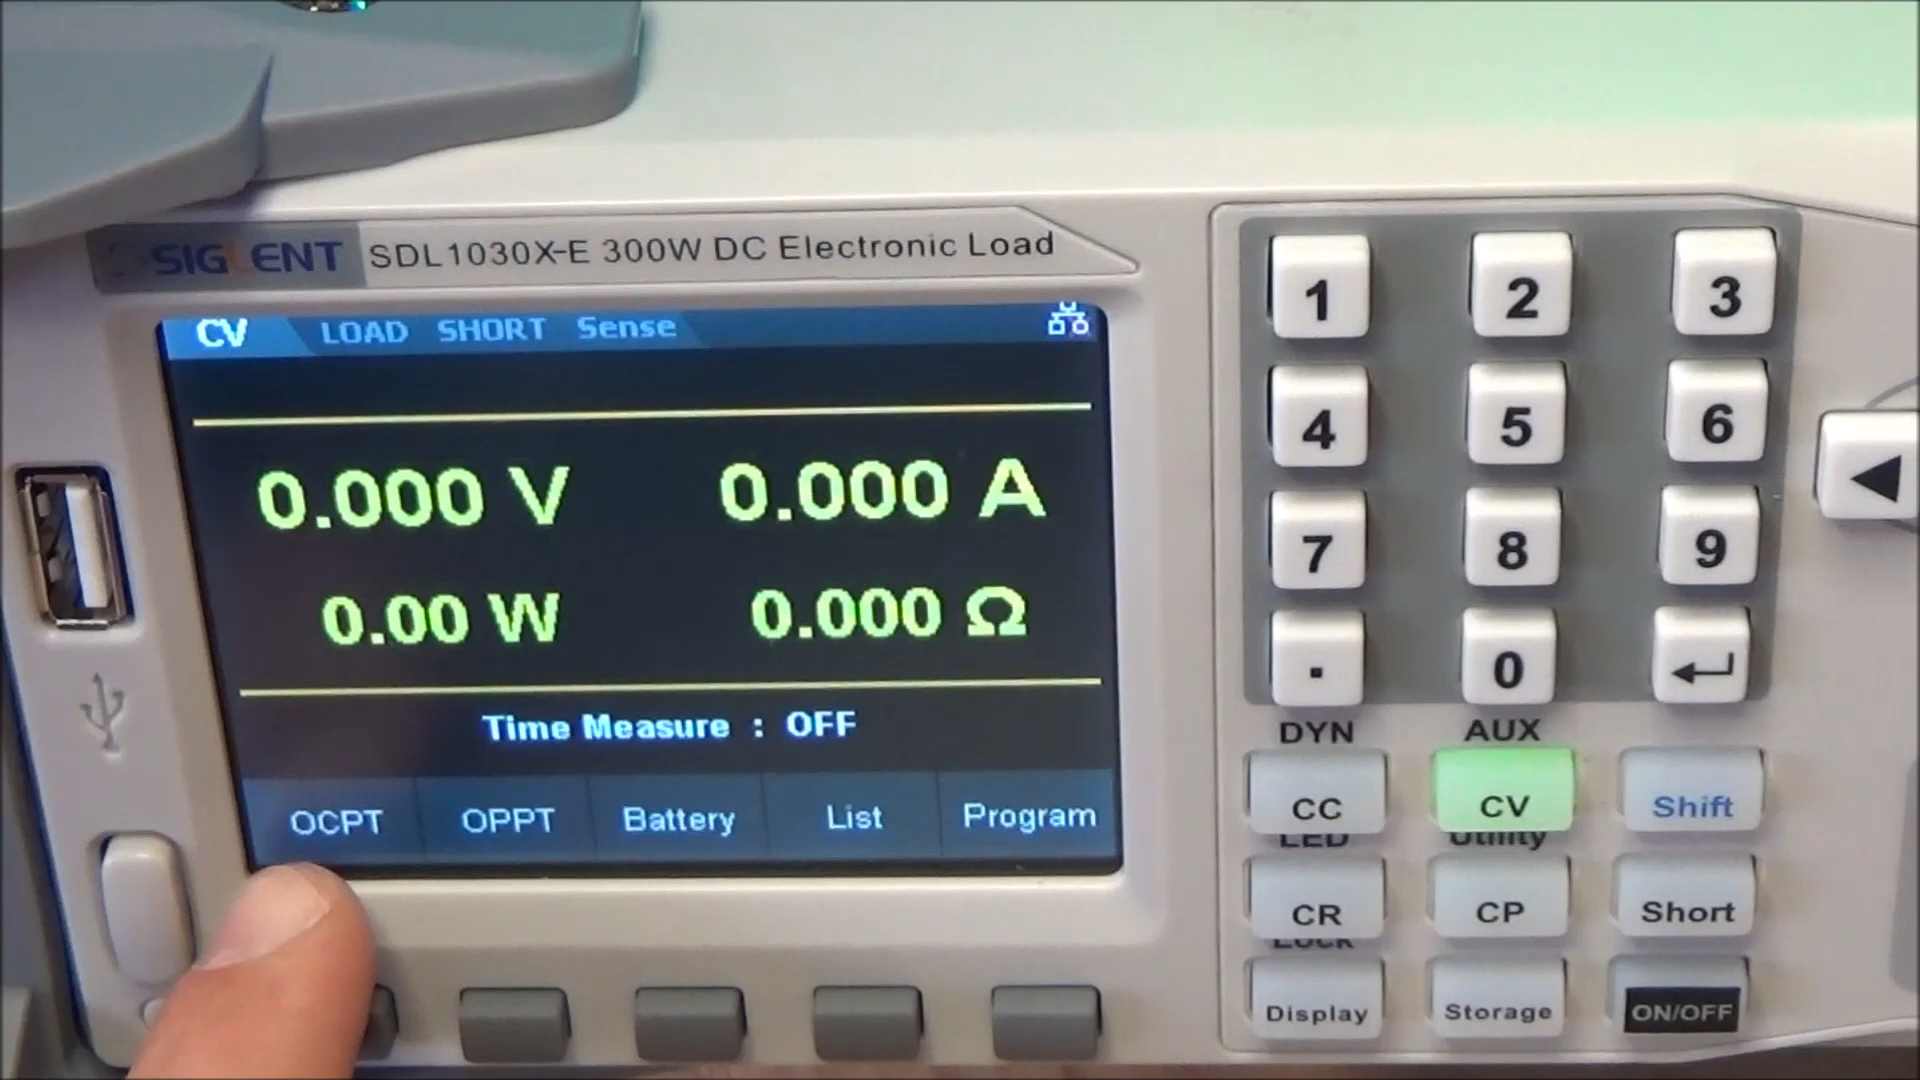 SIGLENT SDL1030X-E 300W DC Electronic Load
CV LOAD SHORT Sense
0.000 V 0.000 A
0.00 W 0.000 Ω
Time Measure : OFF
OCPT OPPT Battery List Program
1 2 3
4 5 6
7 8 9
. 0
DYN AUX
CC CV Shift
LED Utility
CR CP Short
Lock
Display Storage ON/OFF